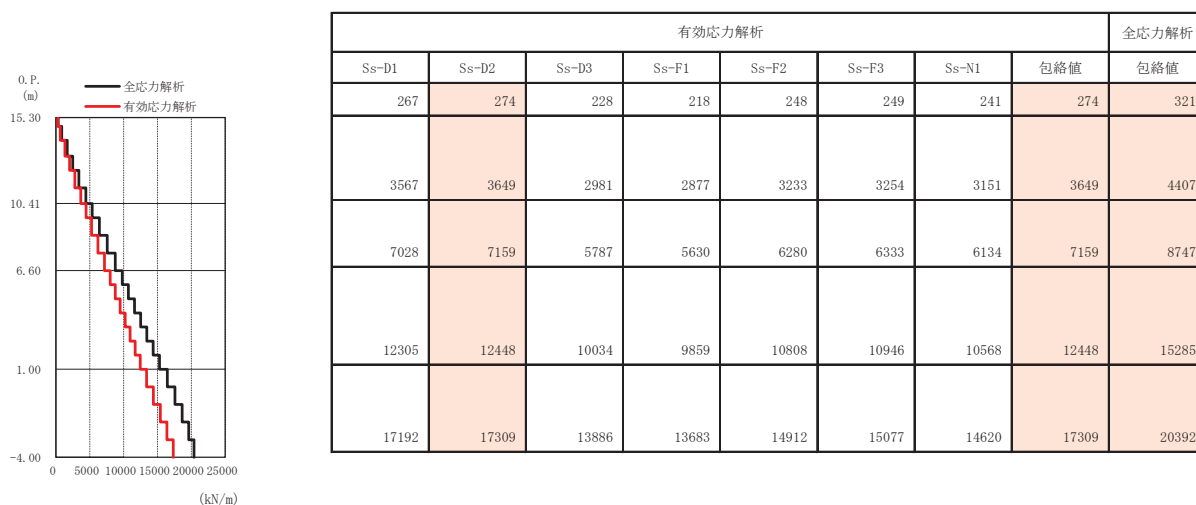 O.P.
(m)
全応力解析
有効応力解析
15.30
10.41
6.60
1.00
-4.00
0 5000 10000 15000 20000 25000
(kN/m)
有効応力解析 全応力解析
Ss-D1 Ss-D2 Ss-D3 Ss-F1 Ss-F2 Ss-F3 Ss-N1 包絡値 包絡値
267 274 228 218 248 249 241 274 321
3567 3649 2981 2877 3233 3254 3151 3649 4407
7028 7159 5787 5630 6280 6333 6134 7159 8747
12305 12448 10034 9859 10808 10946 10568 12448 15285
17192 17309 13886 13683 14912 15077 14620 17309 20392